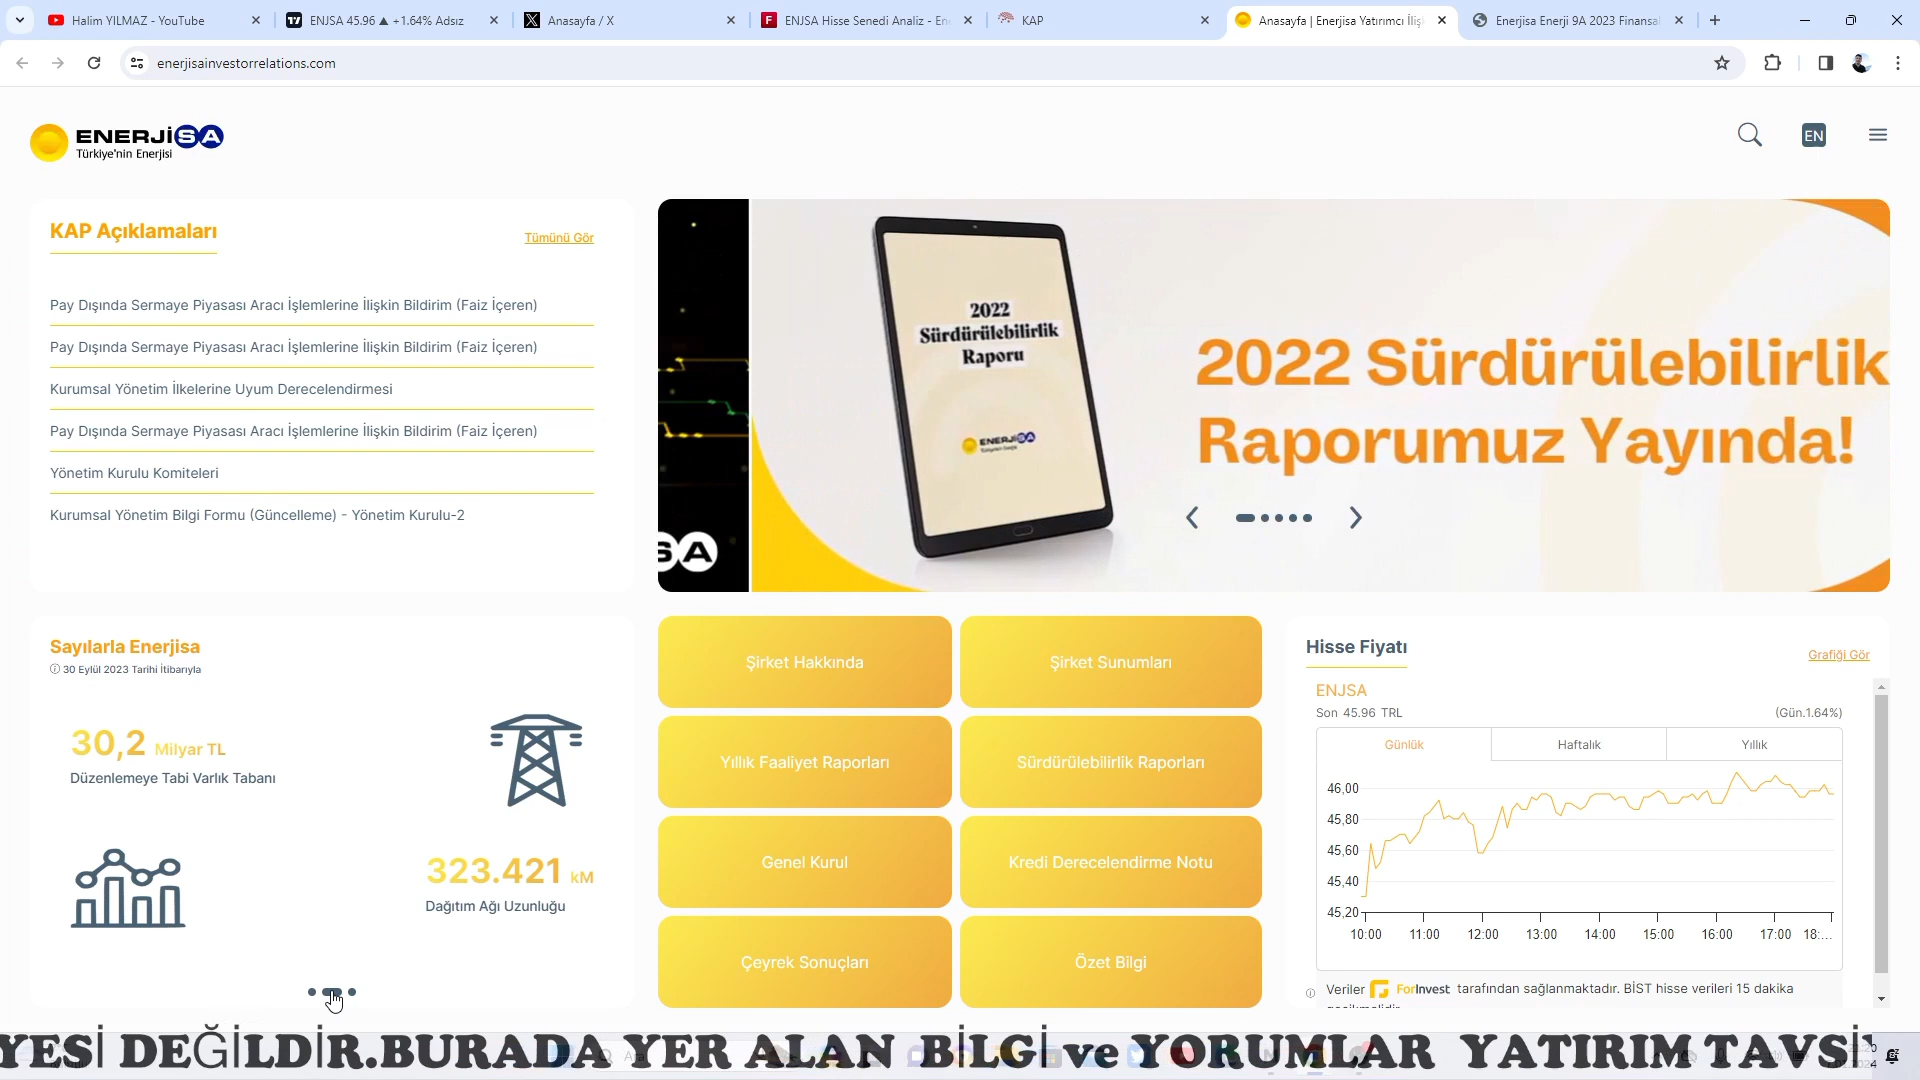 Halim YILMAZ - YouTube
ENJSA 45.96 ▲ +1.64% Adsız
Anasayfa / X
ENJSA Hisse Senedi Analiz - En
KAP
Anasayfa | Enerjisa Yatırımcı İliş
Enerjisa Enerji 9A 2023 Finansal
enerjisainvestorrelations.com
ENERJİSA
Türkiye'nin Enerjisi
EN
KAP Açıklamaları
Tümünü Gör
Pay Dışında Sermaye Piyasası Aracı İşlemlerine İlişkin Bildirim (Faiz İçeren)
Pay Dışında Sermaye Piyasası Aracı İşlemlerine İlişkin Bildirim (Faiz İçeren)
Kurumsal Yönetim İlkelerine Uyum Derecelendirmesi
Pay Dışında Sermaye Piyasası Aracı İşlemlerine İlişkin Bildirim (Faiz İçeren)
Yönetim Kurulu Komiteleri
Kurumsal Yönetim Bilgi Formu (Güncelleme) - Yönetim Kurulu-2
SA
2022
Sürdürülebilirlik
Raporu
ENERJİSA
2022 Sürdürülebilirlik
Raporumuz Yayında!
Sayılarla Enerjisa
30 Eylül 2023 Tarihi İtibarıyla
30,2 Milyar TL
Düzenlemeye Tabi Varlık Tabanı
323.421 kM
Dağıtım Ağı Uzunluğu
Şirket Hakkında
Şirket Sunumları
Yıllık Faaliyet Raporları
Sürdürülebilirlik Raporları
Genel Kurul
Kredi Derecelendirme Notu
Çeyrek Sonuçları
Özet Bilgi
Hisse Fiyatı
Grafiği Gör
ENJSA
Son 45.96 TRL
(Gün.1.64%)
Günlük
Haftalık
Yıllık
46,00
45,80
45,60
45,40
45,20
10:00 11:00 12:00 13:00 14:00 15:00 16:00 17:00 18:...
Veriler ForInvest tarafından sağlanmaktadır. BİST hisse verileri 15 dakika
YESİ DEĞİLDİR.BURADA YER ALAN BİLGİ ve YORUMLAR YATIRIM TAVSİ